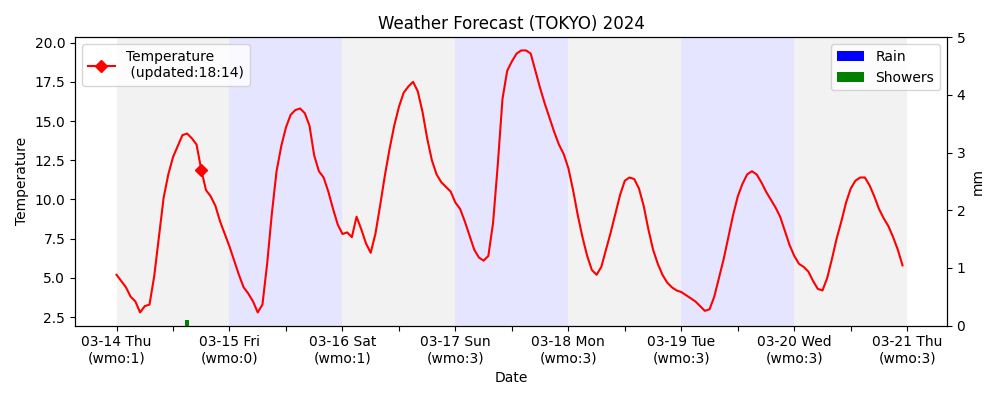 Weather Forecast (TOKYO) 2024
Temperature
(updated:18:14)
Rain
Showers
Temperature
20.0
17.5
15.0
12.5
10.0
7.5
5.0
2.5
5
4
3
2
1
0
mm
03-14 Thu
(wmo:1)
03-15 Fri
(wmo:0)
03-16 Sat
(wmo:1)
03-17 Sun
(wmo:3)
03-18 Mon
(wmo:3)
03-19 Tue
(wmo:3)
03-20 Wed
(wmo:3)
03-21 Thu
(wmo:3)
Date